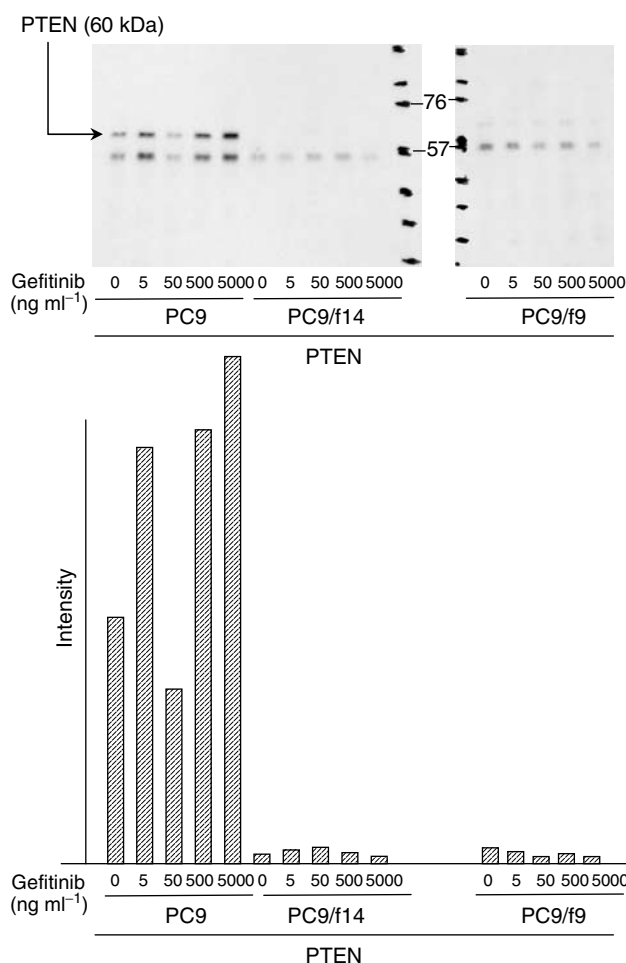 PTEN (60 kDa)
–76–
–57–
Gefitinib (ng ml⁻¹) 0 5 50 500 5000 0 5 50 500 5000 0 5 50 500 5000
PC9 PC9/f14 PC9/f9
PTEN
Intensity
Gefitinib (ng ml⁻¹) 0 5 50 500 5000 0 5 50 500 5000 0 5 50 500 5000
PC9 PC9/f14 PC9/f9
PTEN